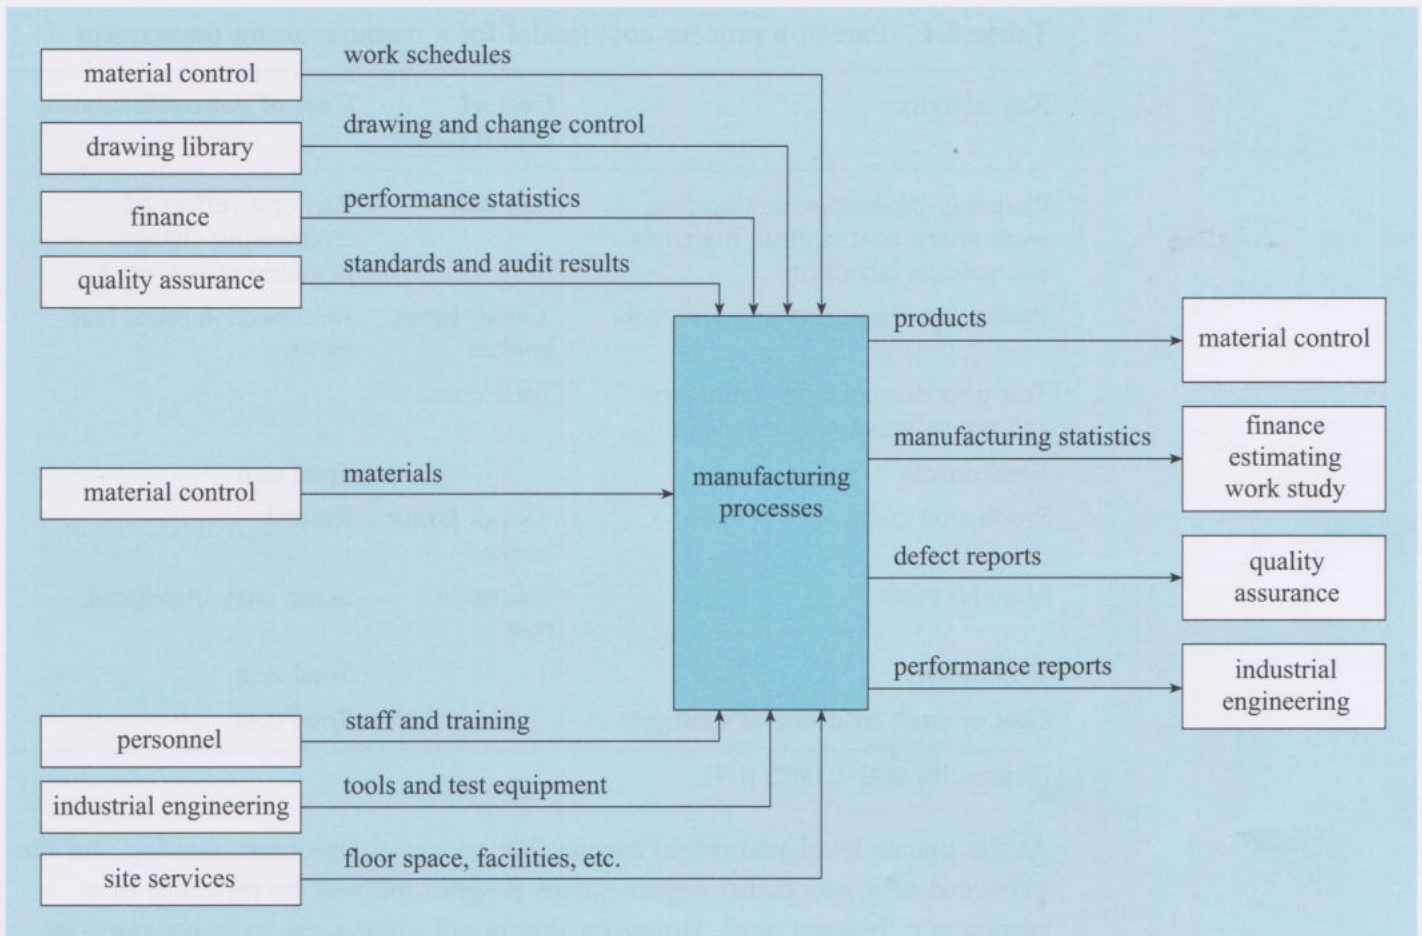 material control
work schedules
drawing library
drawing and change control
finance
performance statistics
quality assurance
standards and audit results
material control
materials
manufacturing
processes
personnel
staff and training
industrial engineering
tools and test equipment
site services
floor space, facilities, etc.
products
material control
manufacturing statistics
finance
estimating
work study
defect reports
quality
assurance
performance reports
industrial
engineering